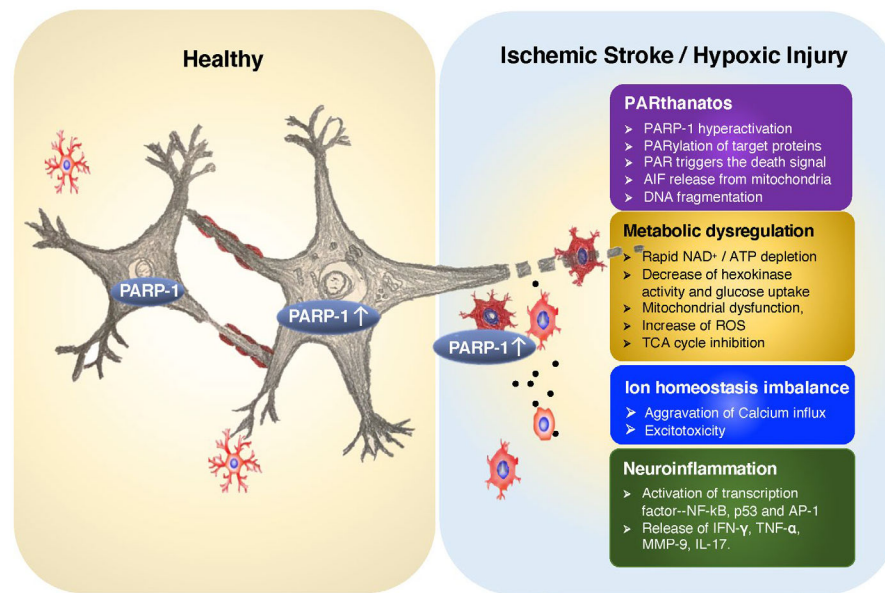 Healthy
PARP-1
PARP-1↑
Ischemic Stroke / Hypoxic Injury
PARP-1↑
PARthanatos
➢ PARP-1 hyperactivation
➢ PARylation of target proteins
➢ PAR triggers the death signal
➢ AIF release from mitochondria
➢ DNA fragmentation
Metabolic dysregulation
➢ Rapid NAD⁺ / ATP depletion
➢ Decrease of hexokinase
activity and glucose uptake
➢ Mitochondrial dysfunction,
➢ Increase of ROS
➢ TCA cycle inhibition
Ion homeostasis imbalance
➢ Aggravation of Calcium influx
➢ Excitotoxicity
Neuroinflammation
➢ Activation of transcription
factor--NF-kB, p53 and AP-1
➢ Release of IFN-γ, TNF-α,
MMP-9, IL-17.